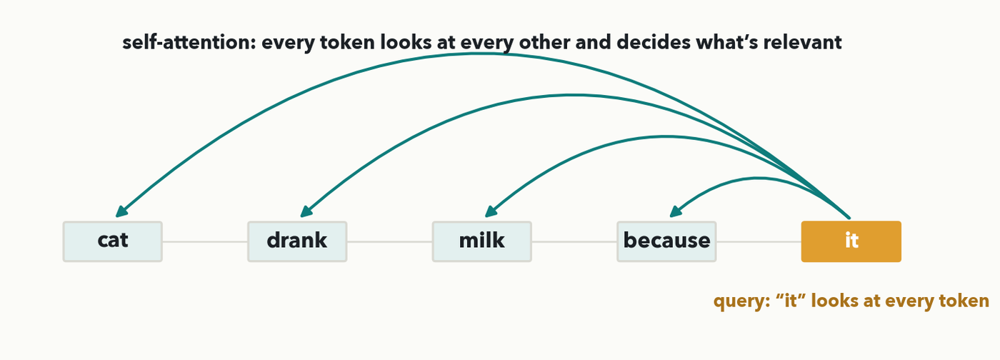 self-attention: every token looks at every other and decides what’s relevant
cat drank milk because it
query: “it” looks at every token